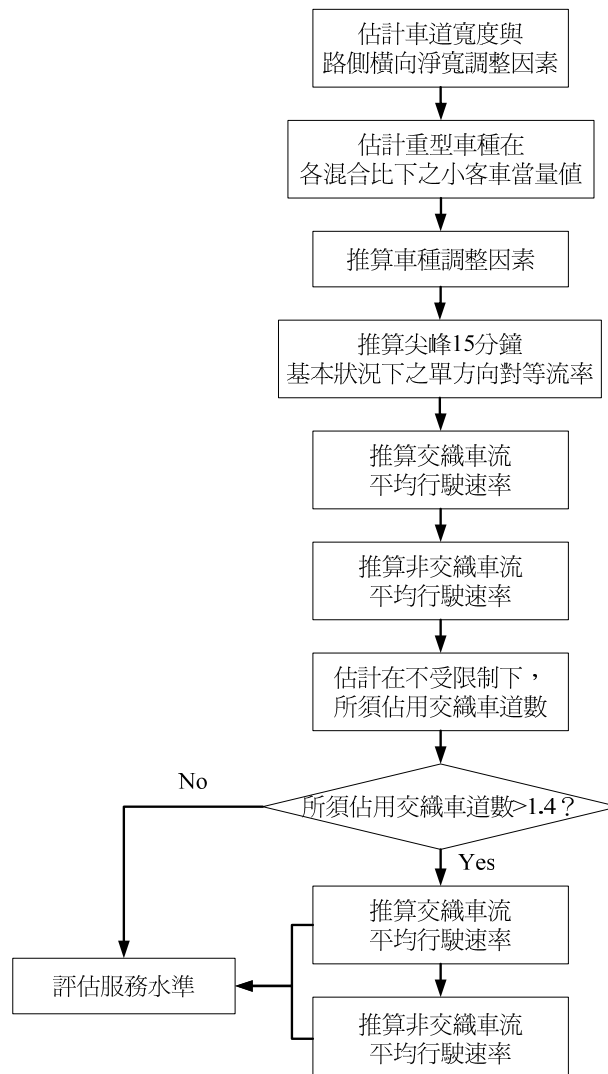 估計車道寬度與
路側橫向淨寬調整因素
估計重型車種在
各混合比下之小客車當量值
推算車種調整因素
推算尖峰15分鐘
基本狀況下之單方向對等流率
推算交織車流
平均行駛速率
推算非交織車流
平均行駛速率
估計在不受限制下，
所須佔用交織車道數
所須佔用交織車道數>1.4？
No
Yes
推算交織車流
平均行駛速率
評估服務水準
推算非交織車流
平均行駛速率